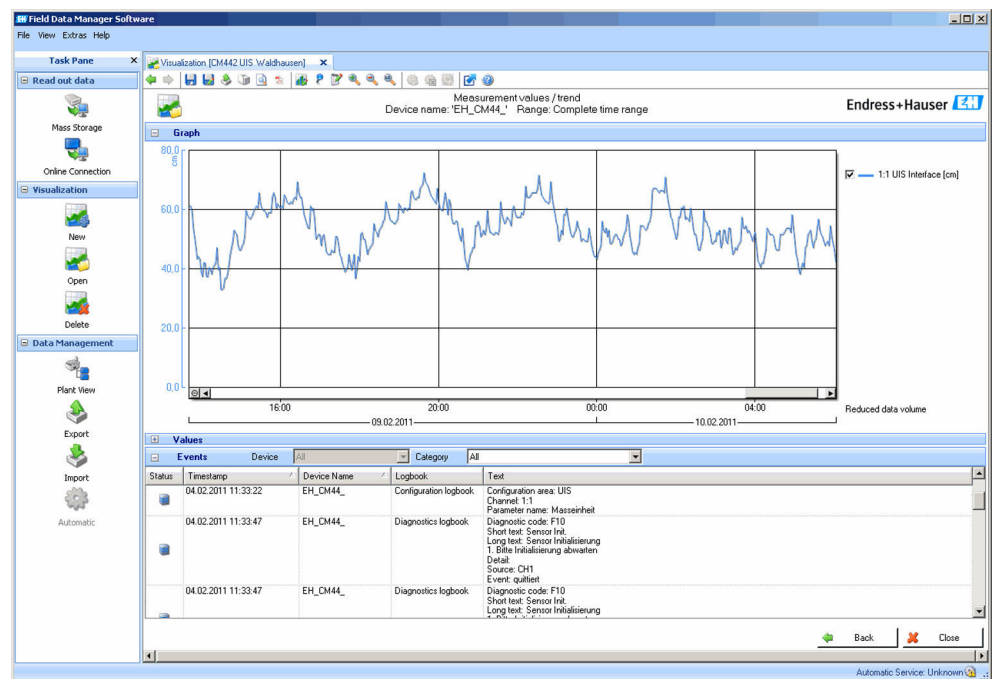 Field Data Manager Software
File View Extras Help
Task Pane X
Read out data
Mass Storage
Online Connection
Visualization
New
Open
Delete
Data Management
Plant View
Export
Import
Automatic
Visualization [CM442 UIS Waldhausen] X
Measurement values / trend
Device name: 'EH_CM44_' Range: Complete time range
Endress+Hauser EH
Graph
80,0
cm
60,0
40,0
20,0
0,0
16:00 20:00 00:00 04:00
09.02.2011 10.02.2011
1:1 UIS Interface [cm]
Reduced data volume
Values
Events Device All Category All
Status Timestamp Device Name Logbook Text
04.02.2011 11:33:22 EH_CM44_ Configuration logbook Configuration area: UIS
Channel: 1:1
Parameter name: Masseinheit
04.02.2011 11:33:47 EH_CM44_ Diagnostics logbook Diagnostic code: F10
Short text: Sensor Init.
Long text: Sensor Initialisierung
1. Bitte Initialisierung abwarten
Detail:
Source: CH1
Event: quittiert
04.02.2011 11:33:47 EH_CM44_ Diagnostics logbook Diagnostic code: F10
Short text: Sensor Init.
Long text: Sensor Initialisierung
Back Close
Automatic Service: Unknown